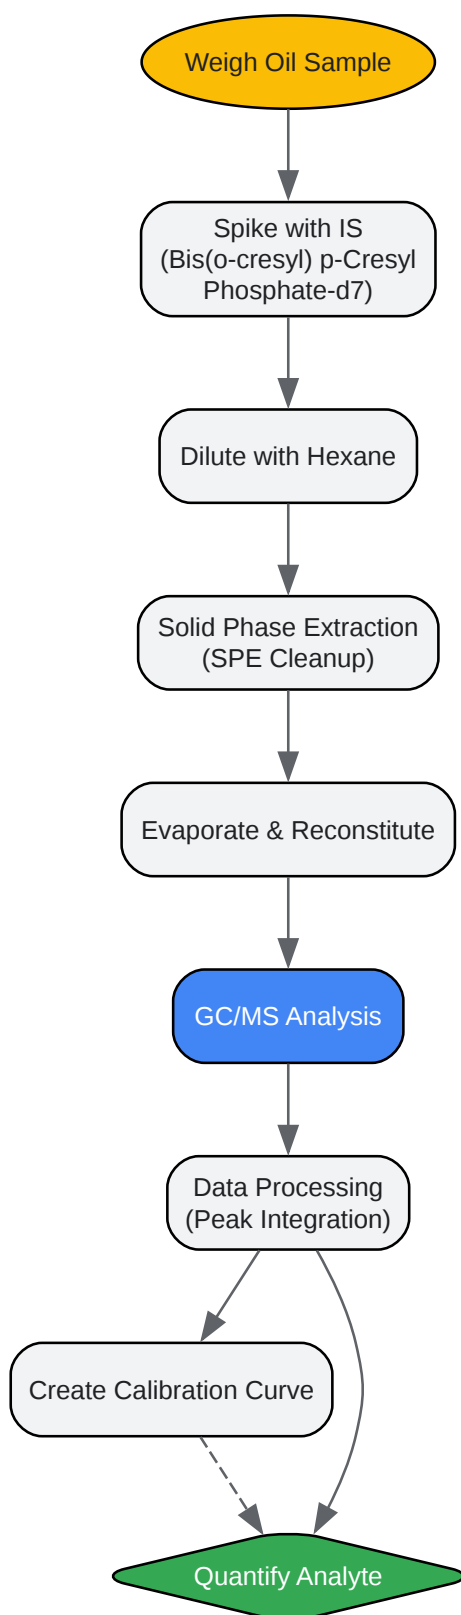 Weigh Oil Sample
Spike with IS
(Bis(o-cresyl) p-Cresyl
Phosphate-d7)
Dilute with Hexane
Solid Phase Extraction
(SPE Cleanup)
Evaporate & Reconstitute
GC/MS Analysis
Data Processing
(Peak Integration)
Create Calibration Curve
Quantify Analyte